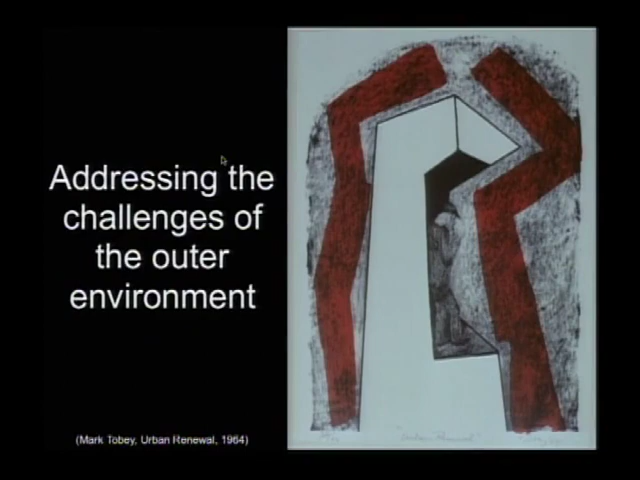 Addressing the
challenges of
the outer
environment
(Mark Tobey, Urban Renewal, 1964)